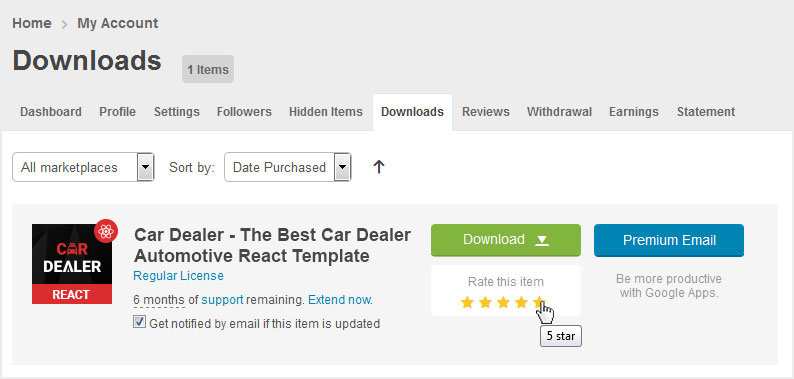 Home > My Account
Downloads 1 Items
Dashboard Profile Settings Followers Hidden Items Downloads Reviews Withdrawal Earnings Statement
All marketplaces Sort by: Date Purchased
CAR
DEALER
REACT
Car Dealer - The Best Car Dealer
Automotive React Template
Regular License
6 months of support remaining. Extend now.
Get notified by email if this item is updated
Download
Rate this item
5 star
Premium Email
Be more productive
with Google Apps.